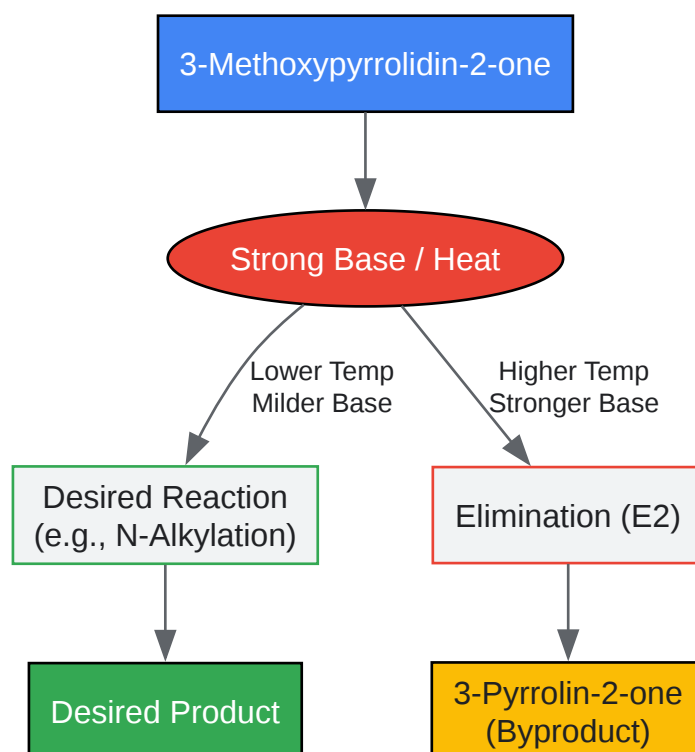 3-Methoxypyrrolidin-2-one
Strong Base / Heat
Lower Temp
Milder Base
Higher Temp
Stronger Base
Desired Reaction
(e.g., N-Alkylation)
Elimination (E2)
Desired Product
3-Pyrrolin-2-one
(Byproduct)